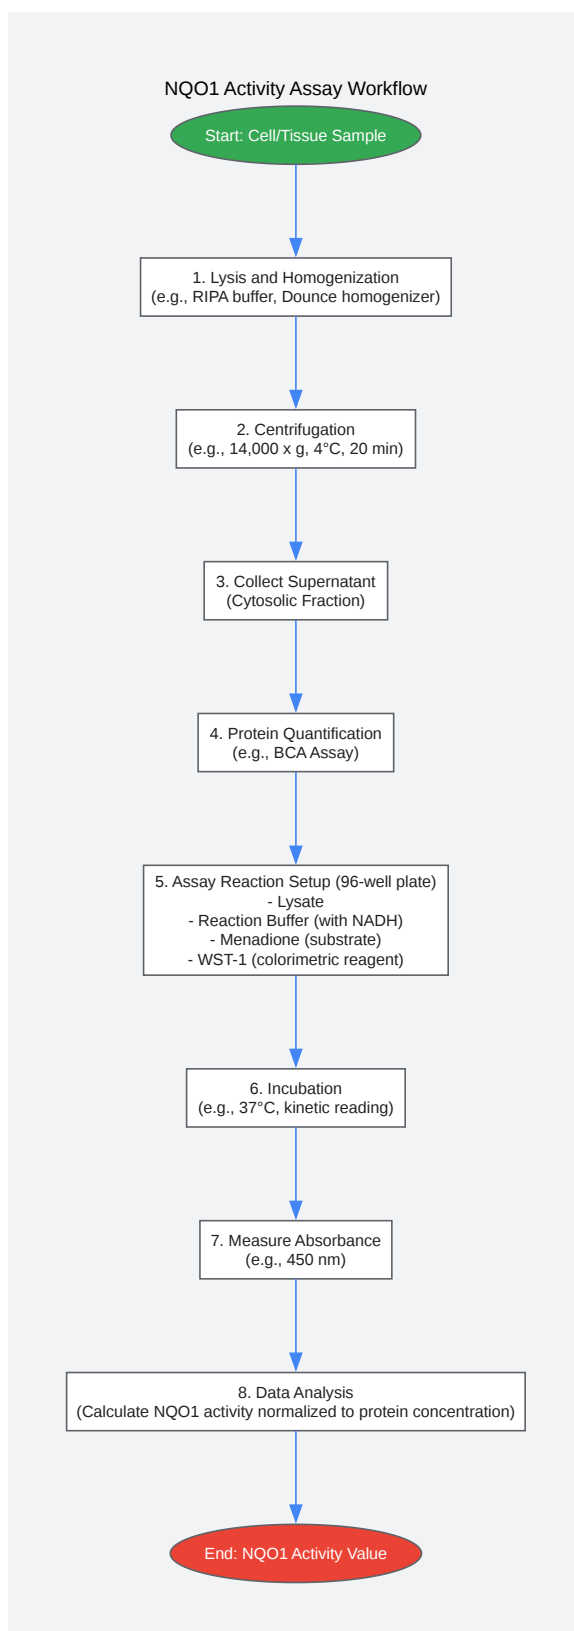 NQO1 Activity Assay Workflow
Start: Cell/Tissue Sample
1. Lysis and Homogenization
(e.g., RIPA buffer, Dounce homogenizer)
2. Centrifugation
(e.g., 14,000 x g, 4°C, 20 min)
3. Collect Supernatant
(Cytosolic Fraction)
4. Protein Quantification
(e.g., BCA Assay)
5. Assay Reaction Setup (96-well plate)
- Lysate
- Reaction Buffer (with NADH)
- Menadione (substrate)
- WST-1 (colorimetric reagent)
6. Incubation
(e.g., 37°C, kinetic reading)
7. Measure Absorbance
(e.g., 450 nm)
8. Data Analysis
(Calculate NQO1 activity normalized to protein concentration)
End: NQO1 Activity Value